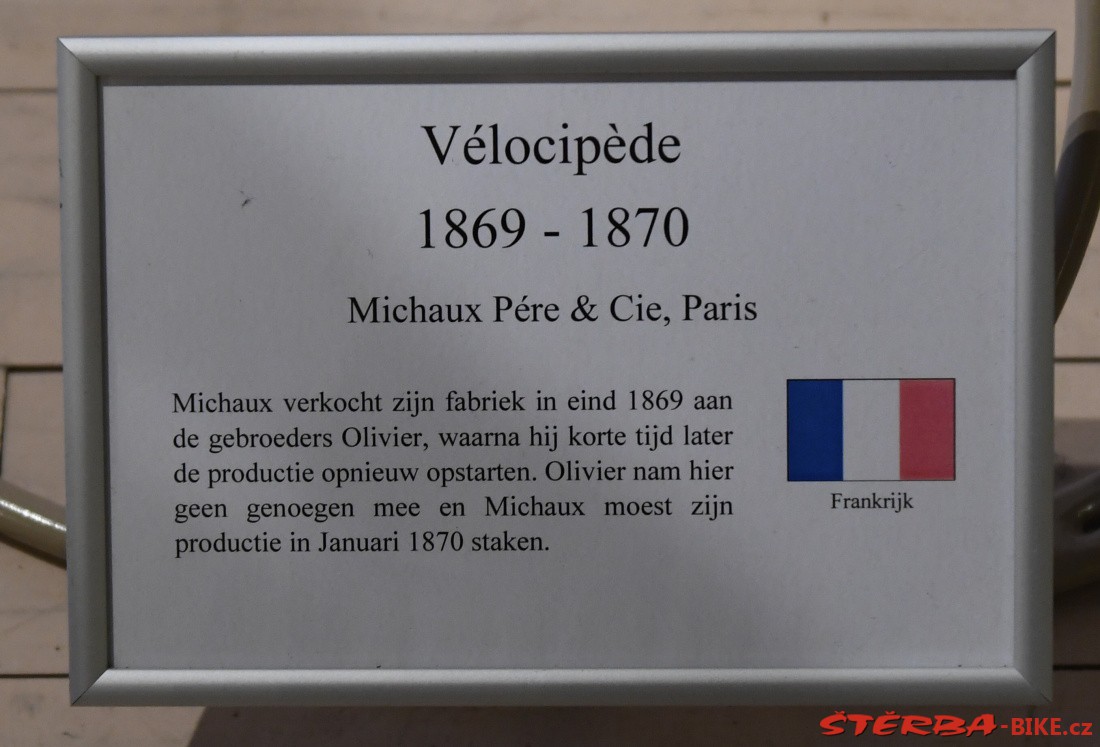 Vélocipède
1869 - 1870
Michaux Pére & Cie, Paris
Michaux verkocht zijn fabriek in eind 1869 aan
de gebroeders Olivier, waarna hij korte tijd later
de productie opnieuw opstarten. Olivier nam hier
geen genoegen mee en Michaux moest zijn
productie in Januari 1870 staken.
Frankrijk
ŠTĚRBA-BIKE.cz